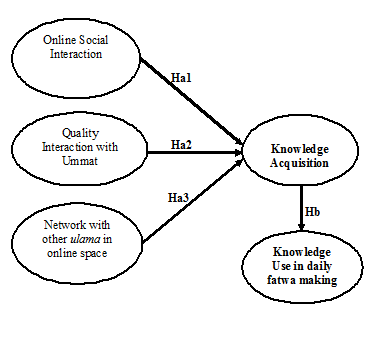 Online Social
Interaction
Ha1
Quality
Interaction with
Ummat
Ha2
Knowledge
Acquisition
Ha3
Network with
other ulama in
online space
Hb
Knowledge
Use in daily
fatwa making